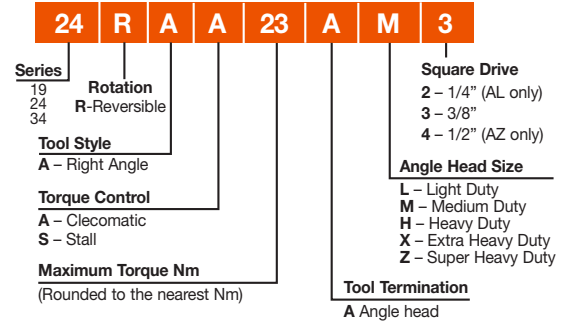 24 R A A 23 A M 3
Series
19
24
34
Rotation
R-Reversible
Tool Style
A – Right Angle
Torque Control
A – Clecomatic
S – Stall
Maximum Torque Nm
(Rounded to the nearest Nm)
Square Drive
2 – 1/4” (AL only)
3 – 3/8”
4 – 1/2” (AZ only)
Angle Head Size
L – Light Duty
M – Medium Duty
H – Heavy Duty
X – Extra Heavy Duty
Z – Super Heavy Duty
Tool Termination
A Angle head